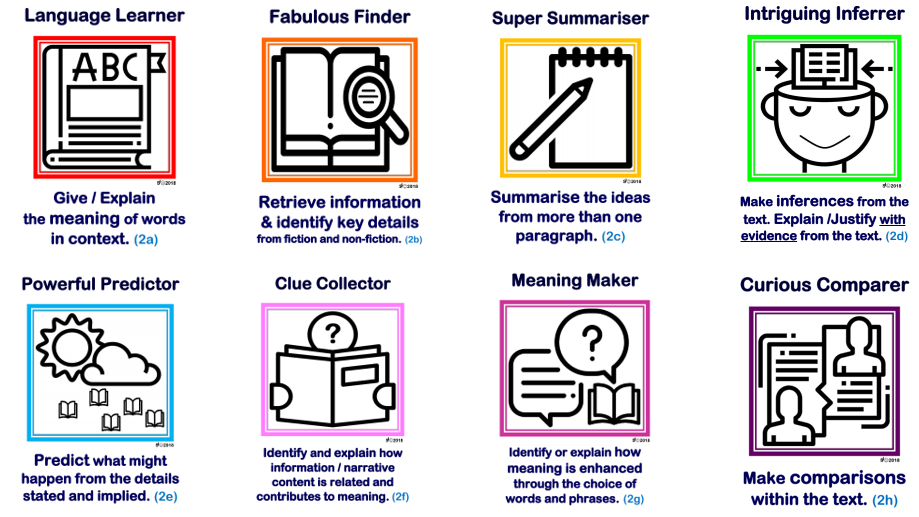 Language Learner
ABC
Give / Explain
the meaning of words
in context. (2a)
Fabulous Finder
Retrieve information
& identify key details
from fiction and non-fiction. (2b)
Super Summariser
Summarise the ideas
from more than one
paragraph. (2c)
Intriguing Inferrer
Make inferences from the
text. Explain /Justify with
evidence from the text. (2d)
Powerful Predictor
Predict what might
happen from the details
stated and implied. (2e)
Clue Collector
?
Identify and explain how
information / narrative
content is related and
contributes to meaning. (2f)
Meaning Maker
?
Identify or explain how
meaning is enhanced
through the choice of
words and phrases. (2g)
Curious Comparer
Make comparisons
within the text. (2h)